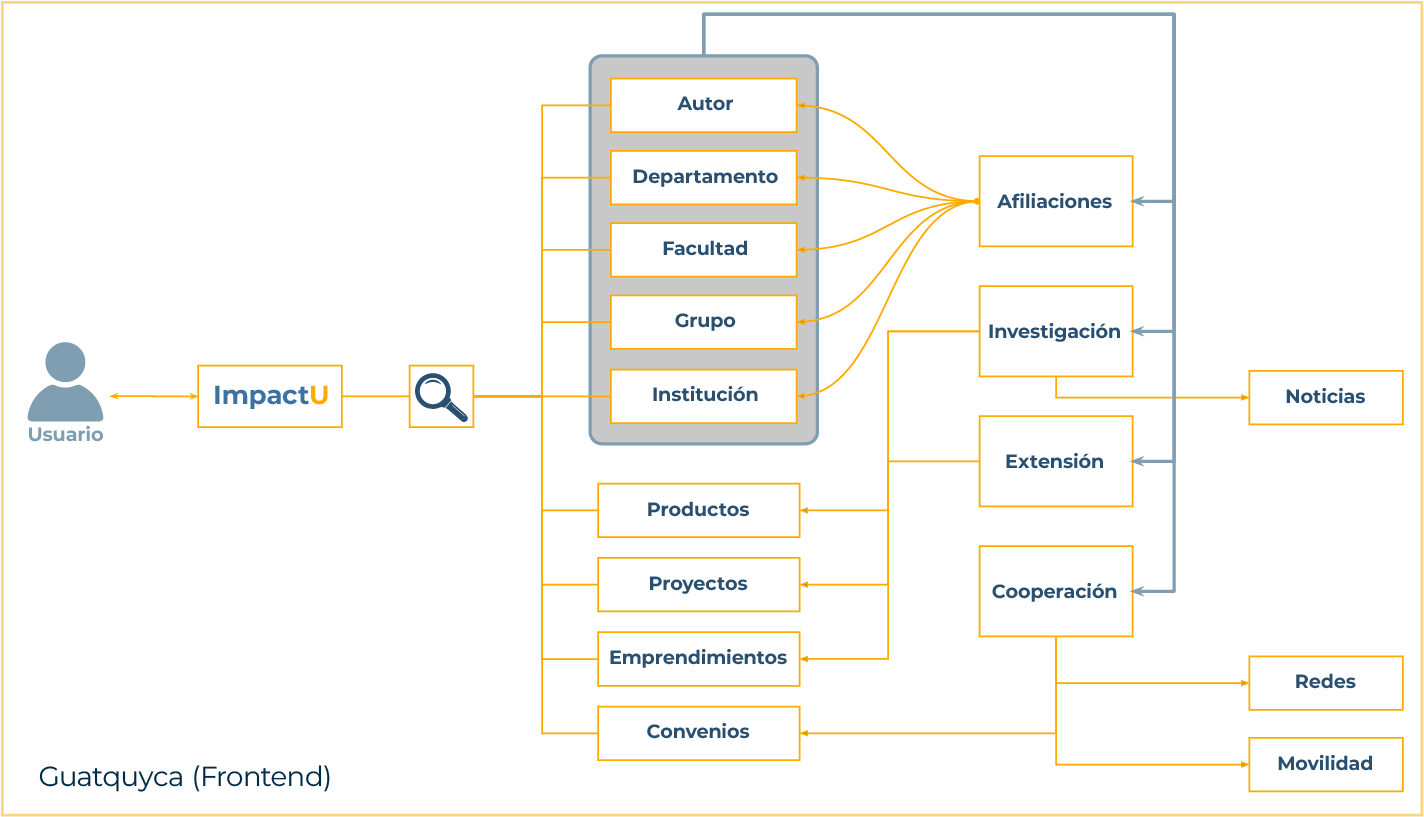 Autor
Departamento
Facultad
Grupo
Institución
Afiliaciones
Investigación
Extensión
Cooperación
Usuario
ImpactU
Noticias
Productos
Proyectos
Emprendimientos
Convenios
Redes
Movilidad
Guatquyca (Frontend)